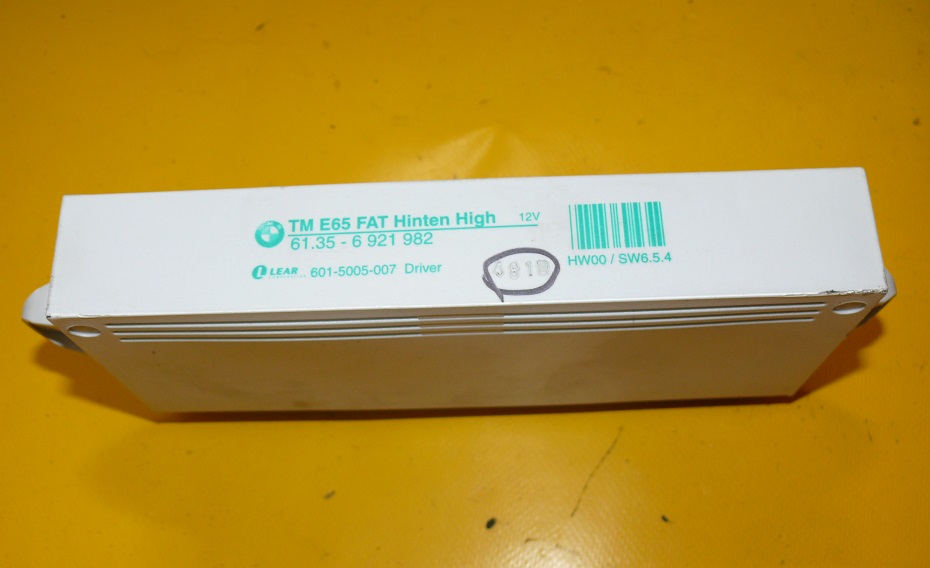 TM E65 FAT Hinten High 12V
61.35 - 6 921 982
LEAR 601-5005-007 Driver
HW00 / SW6.5.4